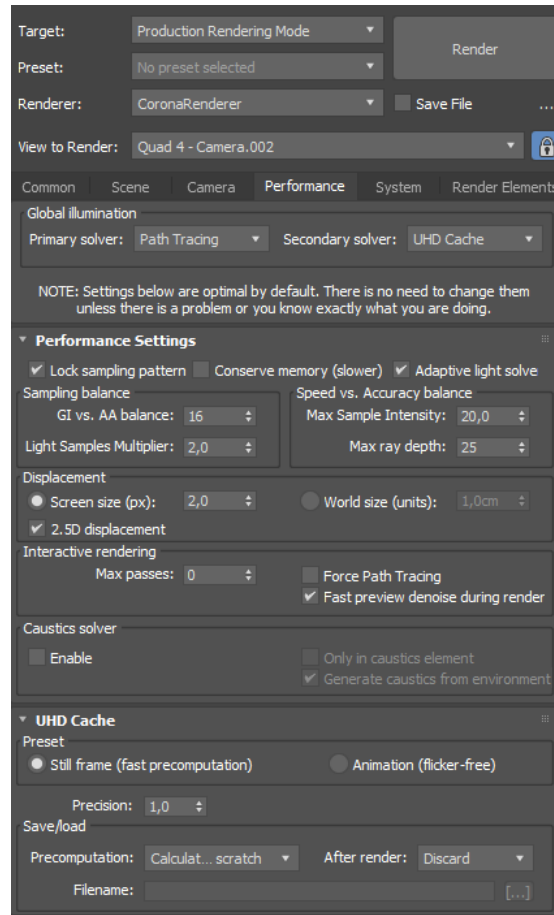 Target: Production Rendering Mode
Render
Preset: No preset selected
Renderer: CoronaRenderer Save File ...
View to Render: Quad 4 - Camera.002
Common Scene Camera Performance System Render Elements
Global illumination
Primary solver: Path Tracing Secondary solver: UHD Cache
NOTE: Settings below are optimal by default. There is no need to change them
unless there is a problem or you know exactly what you are doing.
Performance Settings
Lock sampling pattern Conserve memory (slower) Adaptive light solve
Sampling balance Speed vs. Accuracy balance
GI vs. AA balance: 16 Max Sample Intensity: 20,0
Light Samples Multiplier: 2,0 Max ray depth: 25
Displacement
Screen size (px): 2,0 World size (units): 1,0cm
2.5D displacement
Interactive rendering
Max passes: 0 Force Path Tracing
Fast preview denoise during render
Caustics solver
Enable Only in caustics element
Generate caustics from environment
UHD Cache
Preset
Still frame (fast precomputation) Animation (flicker-free)
Precision: 1,0
Save/load
Precomputation: Calculat... scratch After render: Discard
Filename: [...]